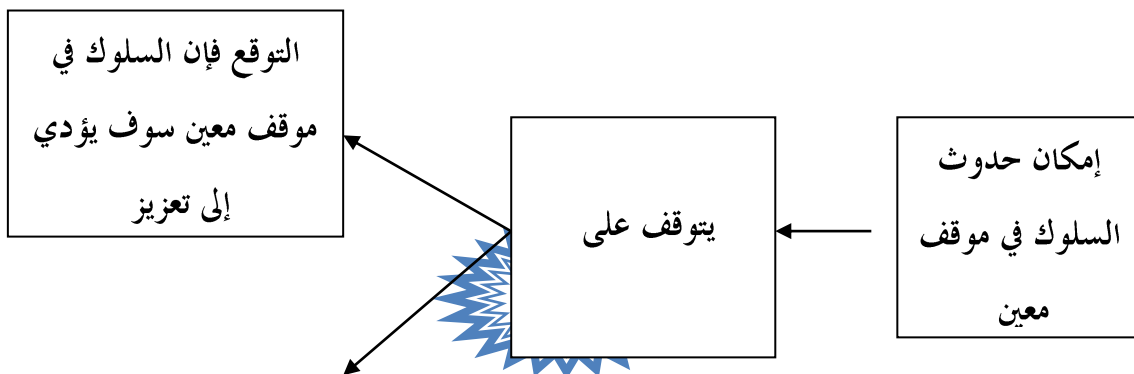 إمكان حدوث
السلوك في موقف
معين
يتوقف على
التوقع فإن السلوك في
موقف معين سوف يؤدي
إلى تعزيز